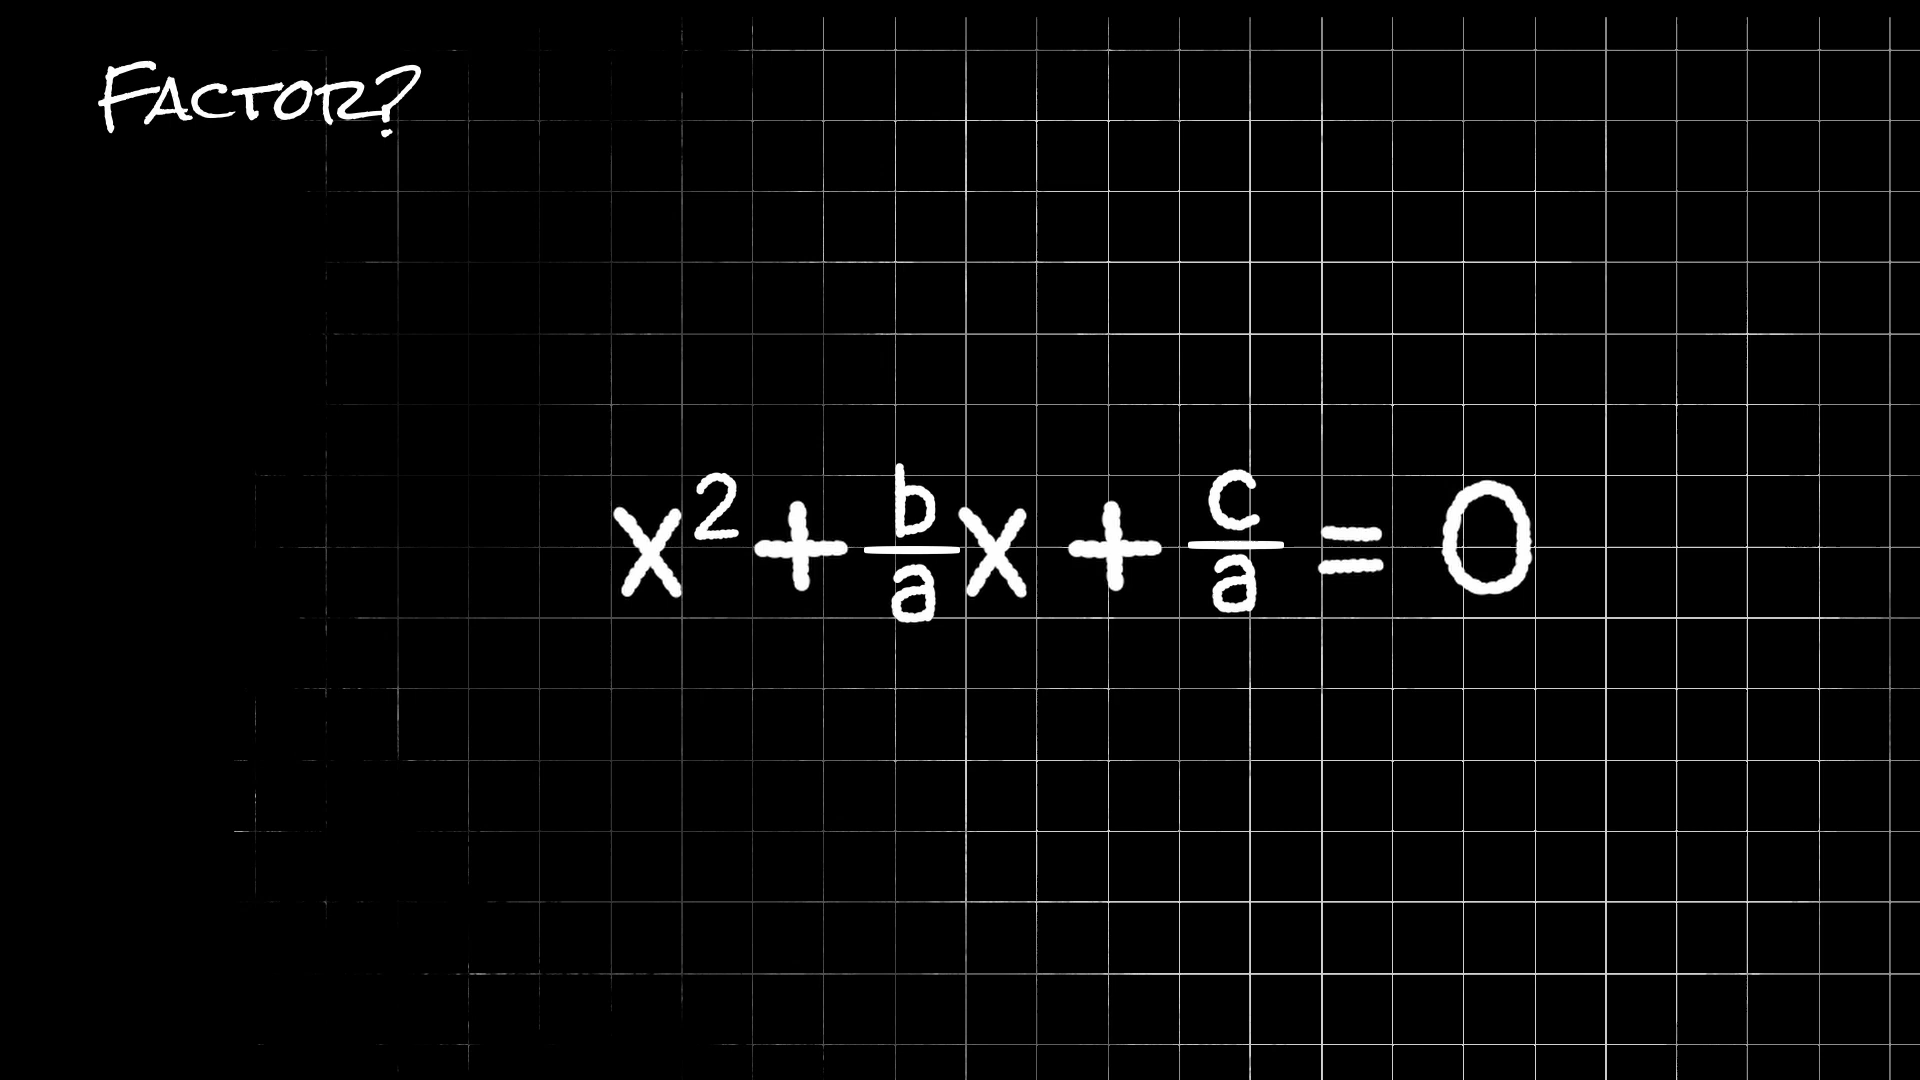 Factor?
x² + b/a x + c/a = 0